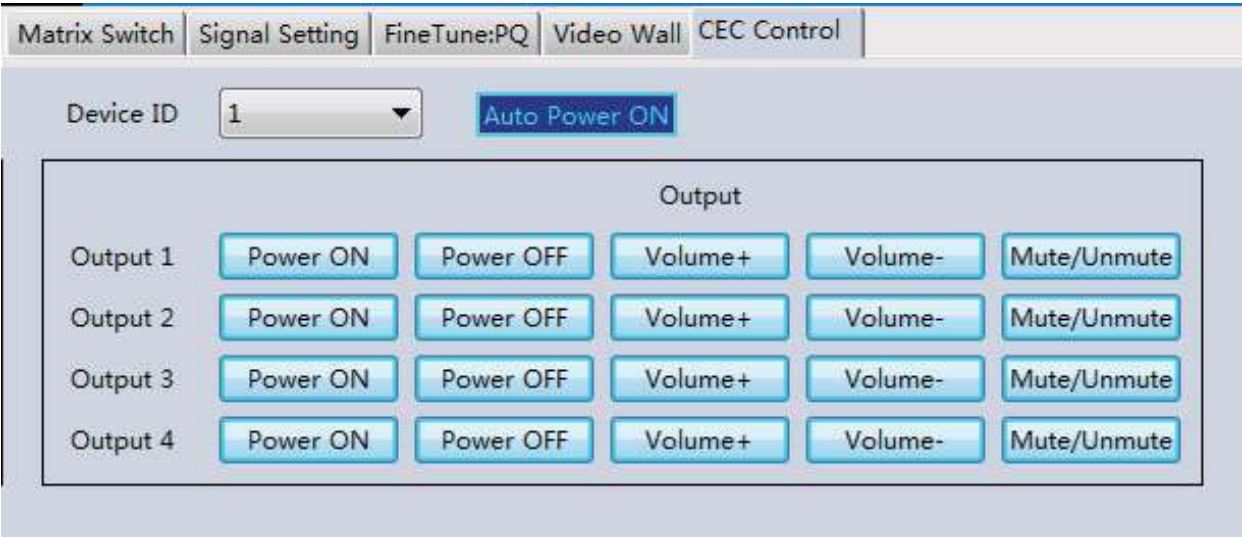 Matrix Switch Signal Setting FineTune:PQ Video Wall CEC Control
Device ID 1 Auto Power ON
Output
Output 1 Power ON Power OFF Volume+ Volume- Mute/Unmute
Output 2 Power ON Power OFF Volume+ Volume- Mute/Unmute
Output 3 Power ON Power OFF Volume+ Volume- Mute/Unmute
Output 4 Power ON Power OFF Volume+ Volume- Mute/Unmute